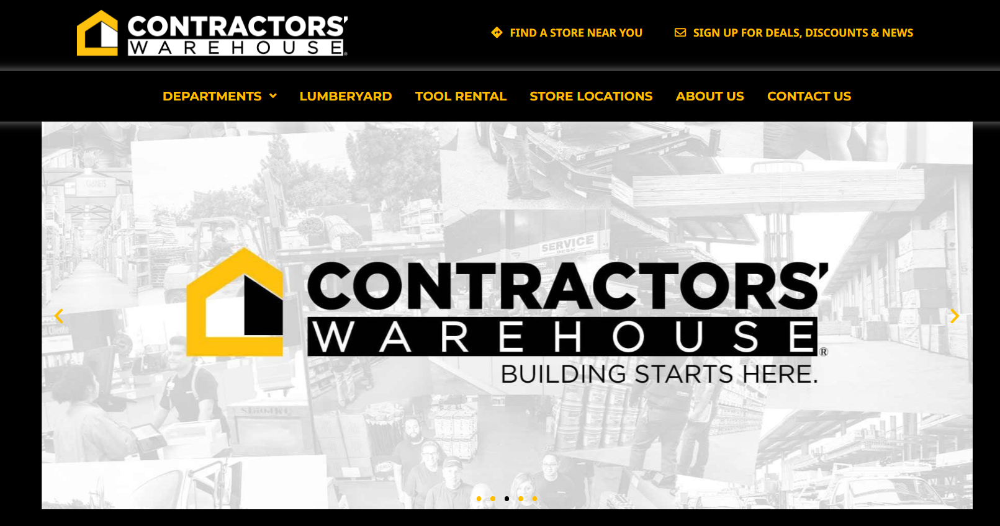 CONTRACTORS'
WAREHOUSE®
FIND A STORE NEAR YOU
SIGN UP FOR DEALS, DISCOUNTS & NEWS
DEPARTMENTS
LUMBERYARD
TOOL RENTAL
STORE LOCATIONS
ABOUT US
CONTACT US
SERVICE
DESK
CONTRACTORS'
WAREHOUSE®
BUILDING STARTS HERE.